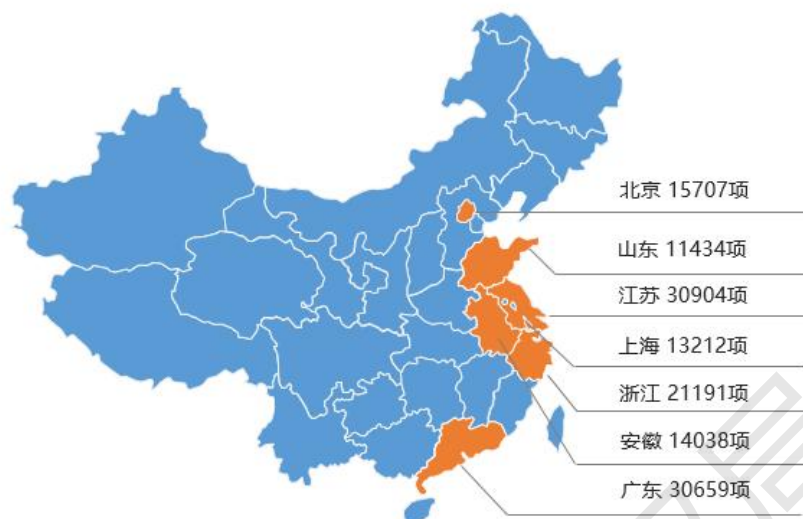 北京 15707项
山东 11434项
江苏 30904项
上海 13212项
浙江 21191项
安徽 14038项
广东 30659项